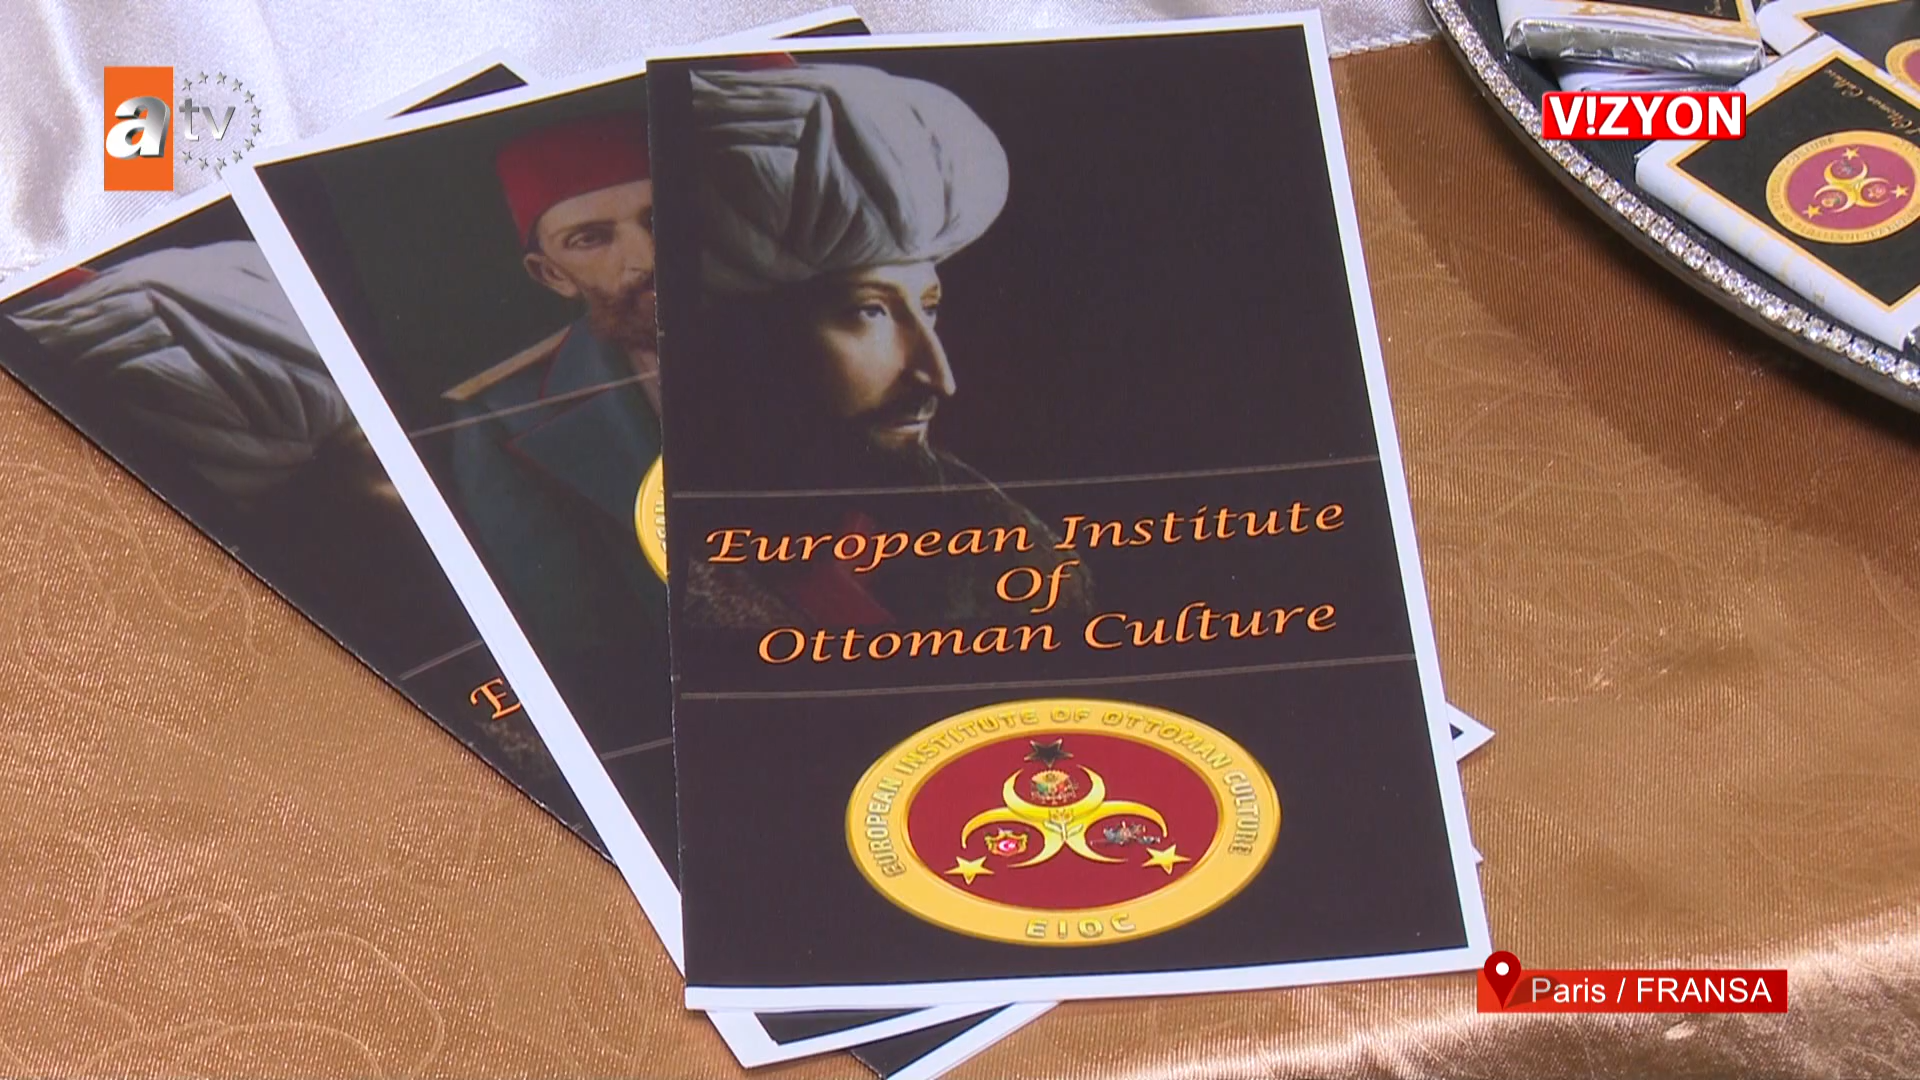 atv
V!ZYON
European Institute
Of
Ottoman Culture
EUROPEAN INSTITUTE OF OTTOMAN CULTURE
EIOC
E
Paris / FRANSA